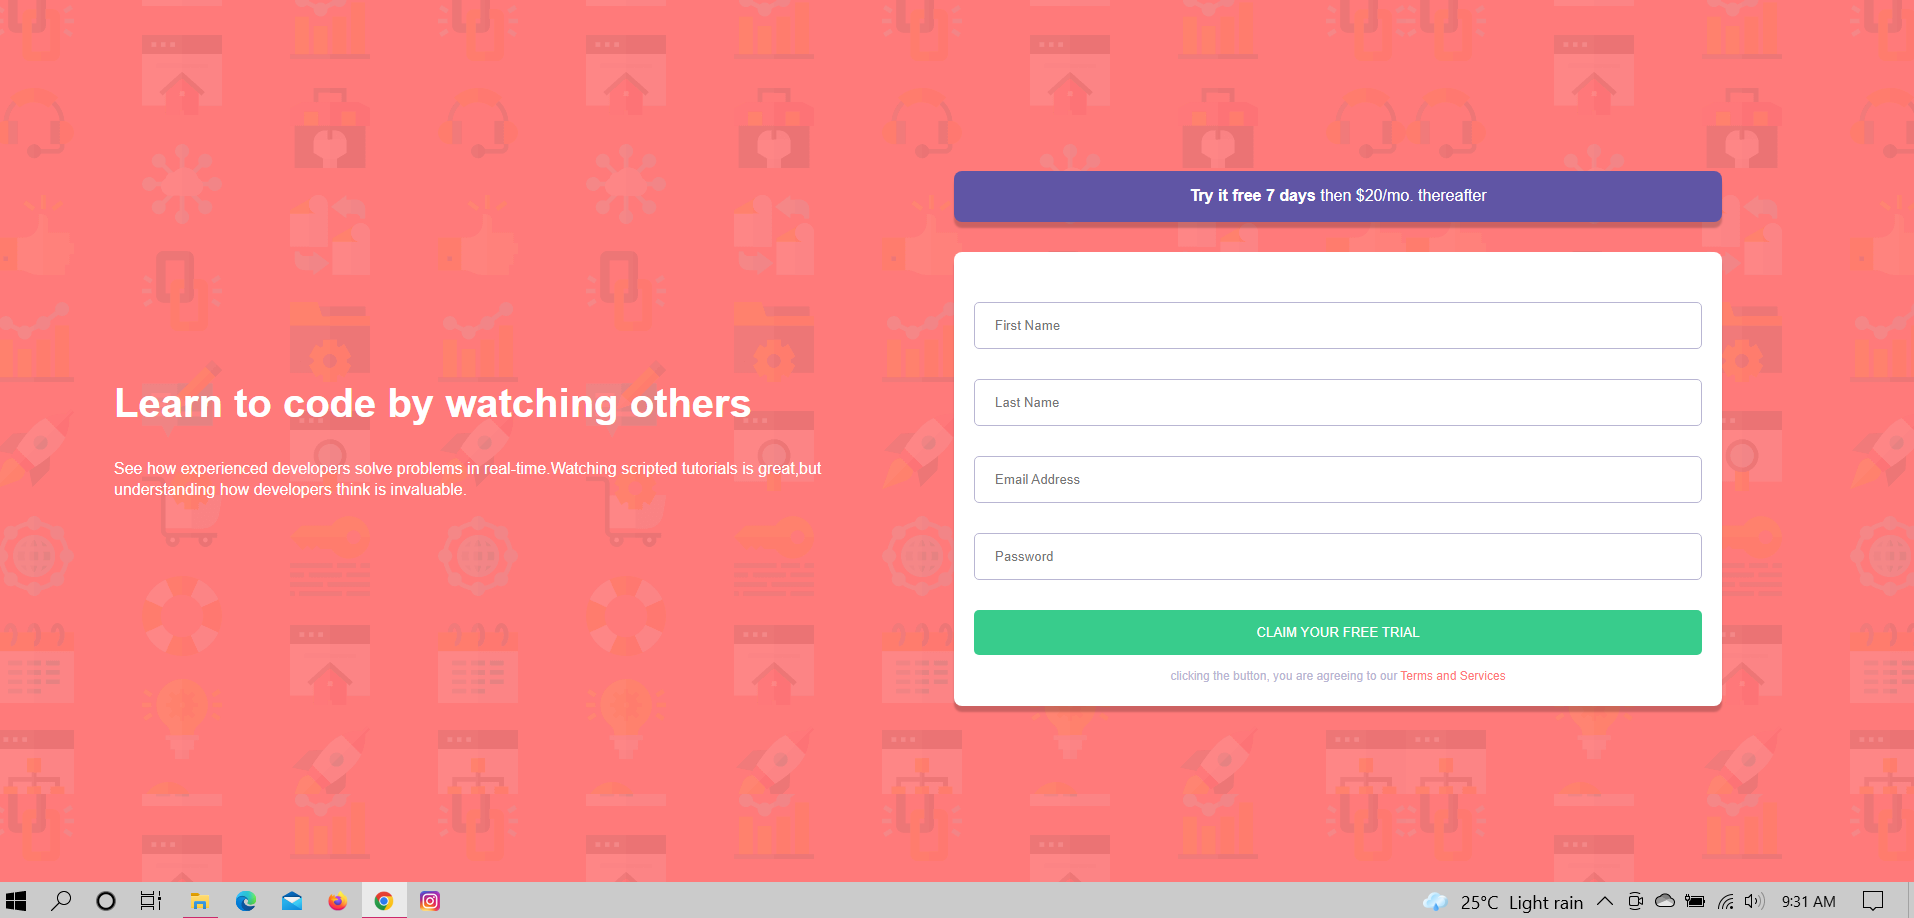 Learn to code by watching others
See how experienced developers solve problems in real-time.Watching scripted tutorials is great,but
understanding how developers think is invaluable.
Try it free 7 days then $20/mo. thereafter
First Name
Last Name
Email Address
Password
CLAIM YOUR FREE TRIAL
clicking the button, you are agreeing to our Terms and Services
25°C Light rain 9:31 AM